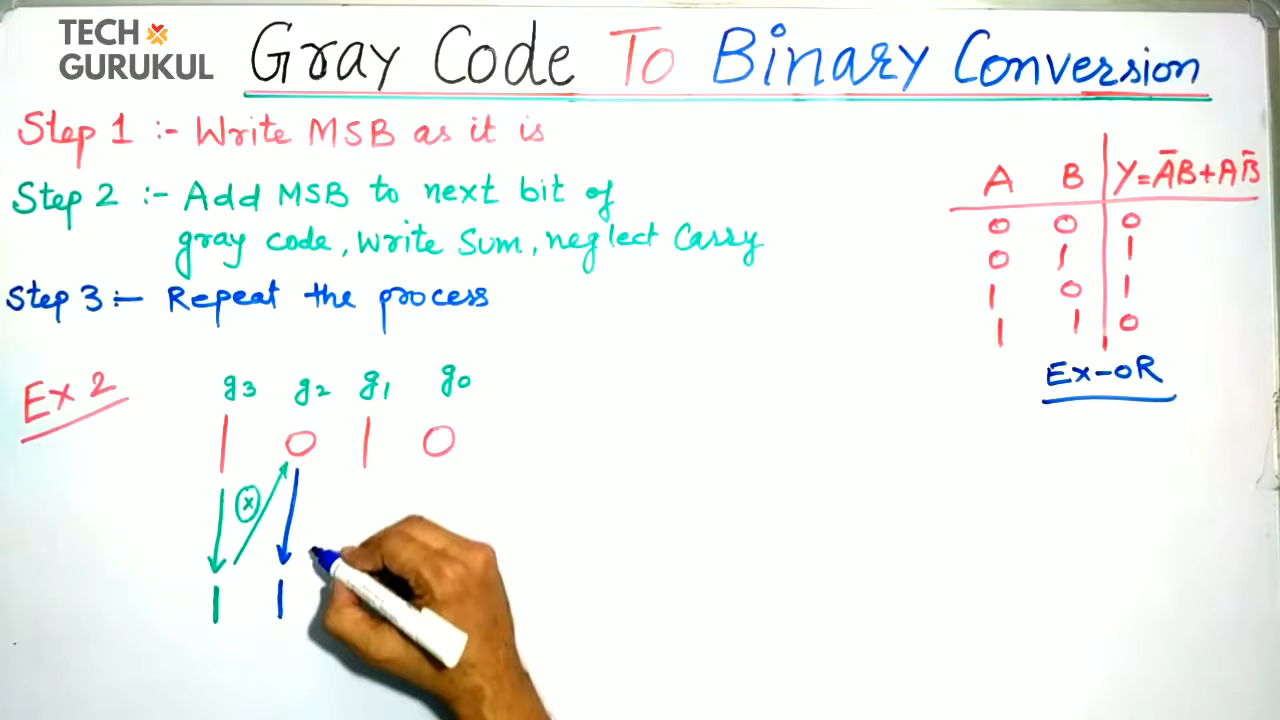 TECH
GURUKUL
Gray Code To Binary Conversion
Step 1 :- Write MSB as it is
Step 2 :- Add MSB to next bit of
gray code, write Sum, neglect Carry
Step 3 :- Repeat the process
A B Y=A̅B+AB̅
0 0 0
0 1 1
1 0 1
1 1 0
Ex-OR
Ex 2
g3 g2 g1 g0
1 0 1 0
x
1 1